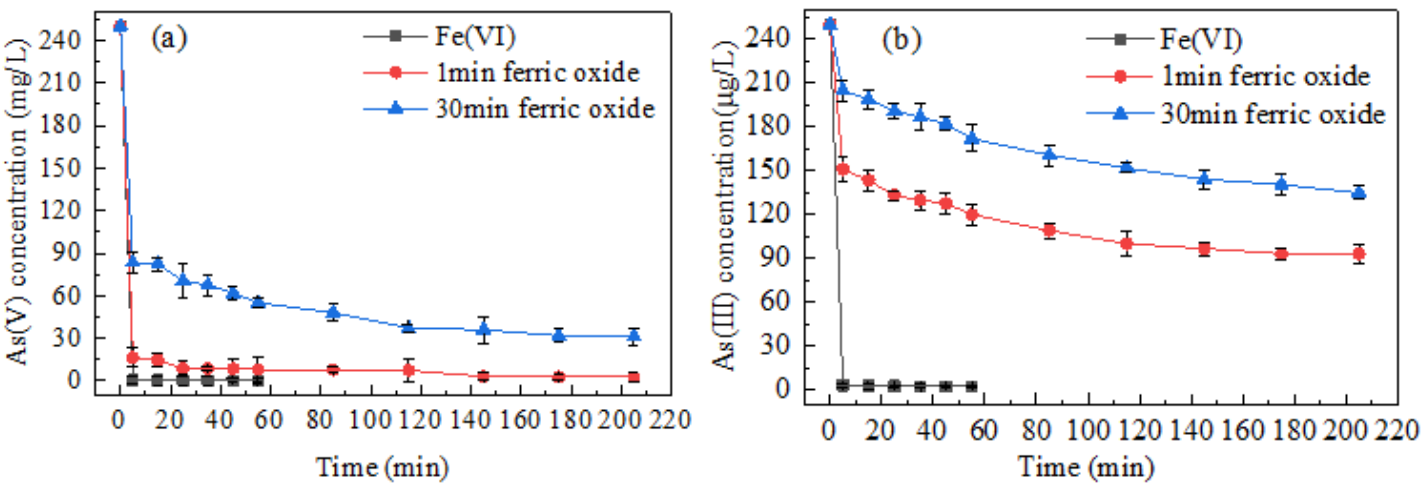 (a)
Fe(VI)
1min ferric oxide
30min ferric oxide
As(V) concentration (mg/L)
240
210
180
150
120
90
60
30
0
0 20 40 60 80 100 120 140 160 180 200 220
Time (min)
(b)
Fe(VI)
1min ferric oxide
30min ferric oxide
As(III) concentration(μg/L)
240
210
180
150
120
90
60
30
0
0 20 40 60 80 100 120 140 160 180 200 220
Time (min)